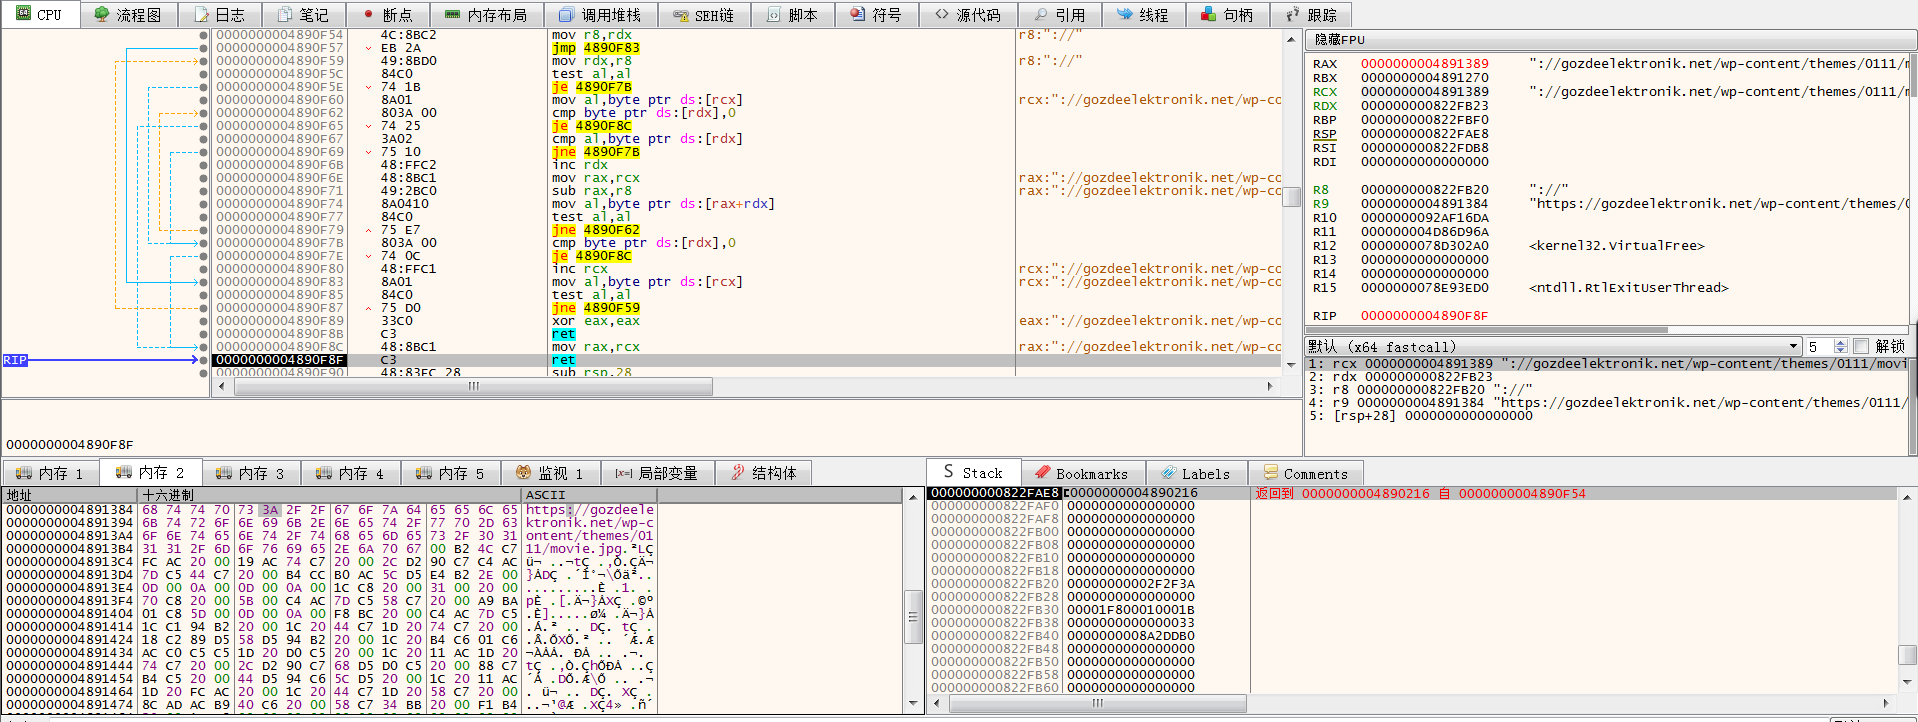 CPU 流程图 日志 笔记 断点 内存布局 调用堆栈 SEH链 脚本 符号 源代码 引用 线程 句柄 跟踪
0000000004890F54 4C:8BC2 mov r8,rdx r8:"://"
0000000004890F57 EB 2A jmp 4890F83
0000000004890F59 49:8BD0 mov rdx,r8 r8:"://"
0000000004890F5C 84C0 test al,al
0000000004890F5E 74 1B je 4890F7B
0000000004890F60 8A01 mov al,byte ptr ds:[rcx] rcx:"://gozdeelektronik.net/wp-co
0000000004890F62 803A 00 cmp byte ptr ds:[rdx],0
0000000004890F65 74 25 je 4890F8C
0000000004890F67 3A02 cmp al,byte ptr ds:[rdx]
0000000004890F69 75 10 jne 4890F7B
0000000004890F6B 48:FFC2 inc rdx
0000000004890F6E 48:8BC1 mov rax,rcx rax:"://gozdeelektronik.net/wp-co
0000000004890F71 49:2BC0 sub rax,r8 rax:"://gozdeelektronik.net/wp-co
0000000004890F74 8A0410 mov al,byte ptr ds:[rax+rdx]
0000000004890F77 84C0 test al,al
0000000004890F79 75 E7 jne 4890F62
0000000004890F7B 803A 00 cmp byte ptr ds:[rdx],0
0000000004890F7E 74 0C je 4890F8C
0000000004890F80 48:FFC1 inc rcx rcx:"://gozdeelektronik.net/wp-co
0000000004890F83 8A01 mov al,byte ptr ds:[rcx] rcx:"://gozdeelektronik.net/wp-co
0000000004890F85 84C0 test al,al
0000000004890F87 75 D0 jne 4890F59
0000000004890F89 33C0 xor eax,eax eax:"://gozdeelektronik.net/wp-co
0000000004890F8B C3 ret
0000000004890F8C 48:8BC1 mov rax,rcx rax:"://gozdeelektronik.net/wp-co
RIP 0000000004890F8F C3 ret
0000000004890F90 48:83EC 28 sub rsp,28
0000000004890F8F
隐藏FPU
RAX 0000000004891389 "://gozdeelektronik.net/wp-content/themes/0111/m
RBX 0000000004891270
RCX 0000000004891389 "://gozdeelektronik.net/wp-content/themes/0111/m
RDX 000000000822FB23
RBP 000000000822FBF0
RSP 000000000822FAE8
RSI 000000000822FDB8
RDI 0000000000000000
R8 000000000822FB20 "://"
R9 0000000004891384 "https://gozdeelektronik.net/wp-content/themes/0
R10 0000000092AF16DA
R11 000000004D86D96A
R12 0000000078D302A0 <kernel32.VirtualFree>
R13 0000000000000000
R14 0000000000000000
R15 0000000078E93ED0 <ntdll.RtlExitUserThread>
RIP 0000000004890F8F
默认 (x64 fastcall) 5 解锁
1: rcx 0000000004891389 "://gozdeelektronik.net/wp-content/themes/0111/movi
2: rdx 000000000822FB23
3: r8 000000000822FB20 "://"
4: r9 0000000004891384 "https://gozdeelektronik.net/wp-content/themes/0111/
5: [rsp+28] 0000000000000000
内存 1 内存 2 内存 3 内存 4 内存 5 监视 1 局部变量 结构体
地址 十六进制 ASCII
0000000004891384 68 74 74 70 73 3A 2F 2F 67 6F 7A 64 65 65 6C 65 https://gozdeele
0000000004891394 6B 74 72 6F 6E 69 6B 2E 6E 65 74 2F 77 70 2D 63 ktronik.net/wp-c
00000000048913A4 6F 6E 74 65 6E 74 2F 74 68 65 6D 65 73 2F 30 31 ontent/themes/01
00000000048913B4 31 31 2F 6D 6F 76 69 65 2E 6A 70 67 00 B2 4C C7 11/movie.jpg.²LÇ
00000000048913C4 FC AC 20 00 19 AC 74 C7 20 00 2C D2 90 C7 C4 AC
00000000048913D4 7D C5 44 C7 20 00 B4 CC B0 AC 5C D5 E4 B2 2E 00
00000000048913E4 0D 00 0A 00 0D 00 0A 00 1C C8 20 00 31 00 20 00
00000000048913F4 70 C8 20 00 5B 00 C4 AC 7D C5 58 C7 20 00 A9 BA
0000000004891404 01 C8 5D 00 0D 00 0A 00 F8 BC 20 00 C4 AC 7D C5
0000000004891414 1C C1 94 B2 20 00 1C 20 44 C7 1D 20 74 C7 20 00
0000000004891424 18 C2 89 D5 58 D5 94 B2 20 00 1C 20 B4 C6 01 C6
0000000004891434 AC C0 C5 C5 1D 20 D0 C5 20 00 1C 20 11 AC 1D 20
0000000004891444 74 C7 20 00 2C D2 90 C7 68 D5 D0 C5 20 00 88 C7
0000000004891454 B4 C5 20 00 44 D5 94 C6 5C D5 20 00 1C 20 11 AC
0000000004891464 1D 20 FC AC 20 00 1C 20 44 C7 1D 20 58 C7 20 00
0000000004891474 8C AD AC B9 40 C6 20 00 58 C7 34 BB 20 00 F1 B4
Stack Bookmarks Labels Comments
000000000822FAE8 0000000004890216 返回到 0000000004890216 自 0000000004890F54
000000000822FAF0 0000000000000000
000000000822FAF8 0000000000000000
000000000822FB00 0000000000000000
000000000822FB08 0000000000000000
000000000822FB10 0000000000000000
000000000822FB18 0000000000000000
000000000822FB20 00000000002F2F3A
000000000822FB28 0000000000000000
000000000822FB30 00001F800010001B
000000000822FB38 0000000000000033
000000000822FB40 0000000008A2DDB0
000000000822FB48 0000000000000000
000000000822FB50 0000000000000000
000000000822FB58 0000000000000000
000000000822FB60 0000000000000000